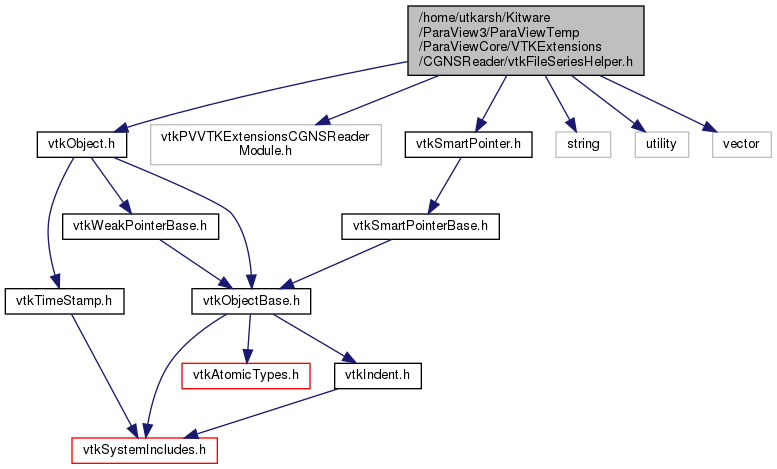 /home/utkarsh/Kitware
/ParaView3/ParaViewTemp
/ParaViewCore/VTKExtensions
/CGNSReader/vtkFileSeriesHelper.h
vtkObject.h
vtkPVVTKExtensionsCGNSReader
Module.h
vtkSmartPointer.h
string
utility
vector
vtkWeakPointerBase.h
vtkSmartPointerBase.h
vtkTimeStamp.h
vtkObjectBase.h
vtkAtomicTypes.h
vtkIndent.h
vtkSystemIncludes.h